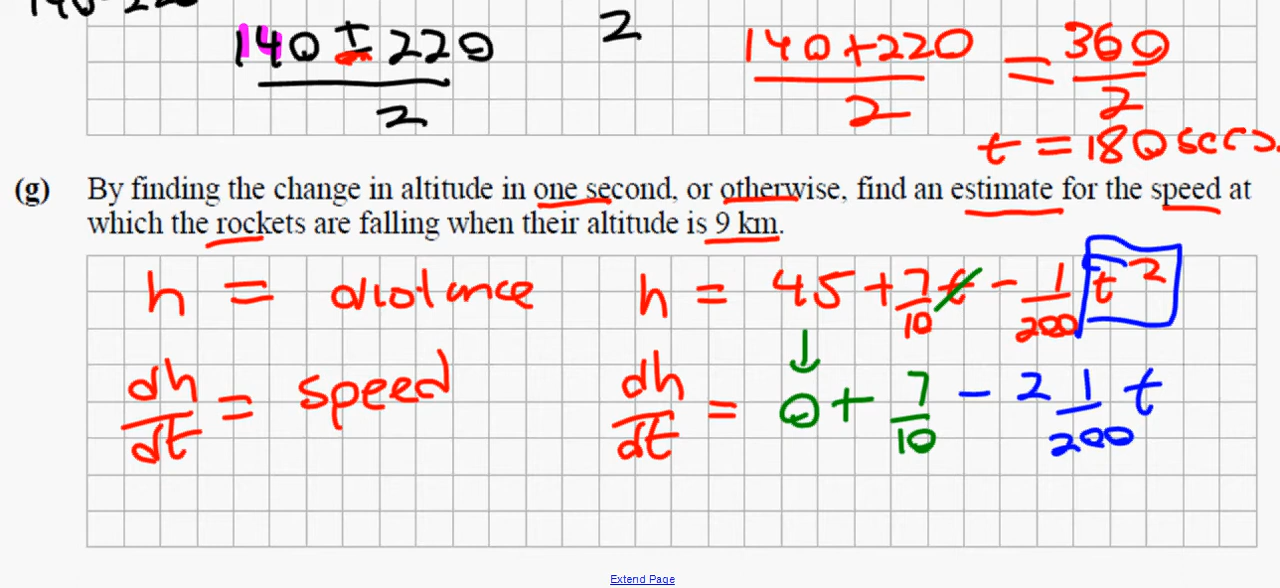 140 ± 220
2
2
140+220
2
= 360
2
t = 180 secs.
(g) By finding the change in altitude in one second, or otherwise, find an estimate for the speed at
which the rockets are falling when their altitude is 9 km.
h = distance
h = 45 + 7/10 t - 1/200 t²
dh/dt = speed
dh/dt = 0 + 7/10 - 2 1/200 t
Extend Page